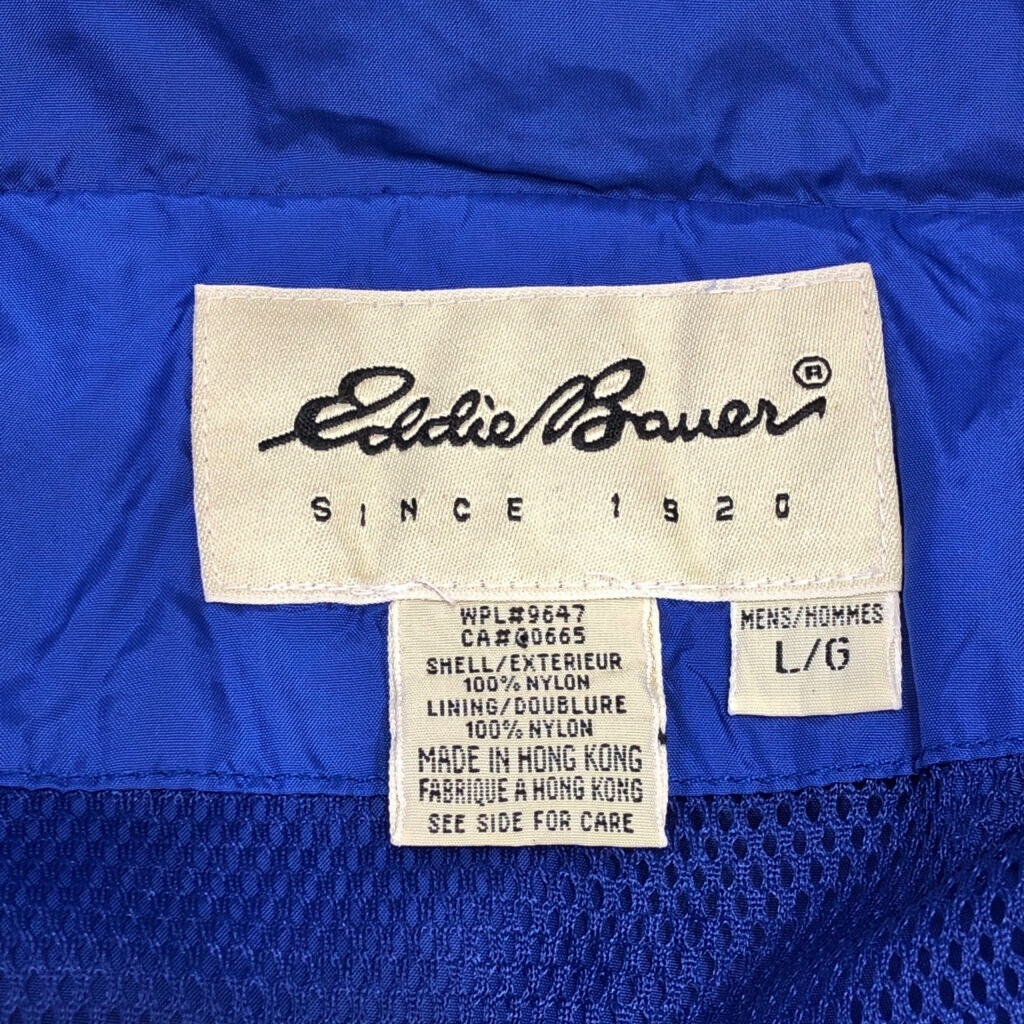 Eddie Bauer®
SINCE 1920
WPL#9647
CA#00665
SHELL/EXTERIEUR
100% NYLON
LINING/DOUBLURE
100% NYLON
MADE IN HONG KONG
FABRIQUE A HONG KONG
SEE SIDE FOR CARE
MENS/HOMMES
L/G